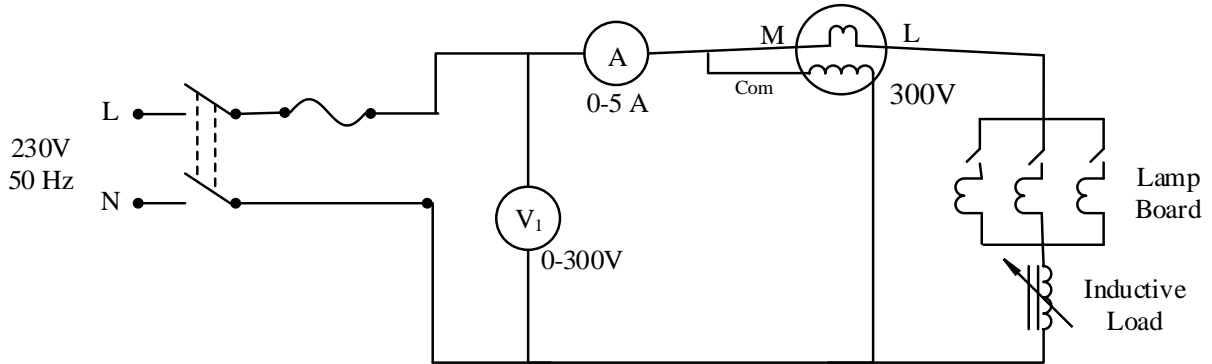 L
230V
50 Hz
N
A
0-5 A
V₁
0-300V
M
L
Com
300V
Lamp
Board
Inductive
Load